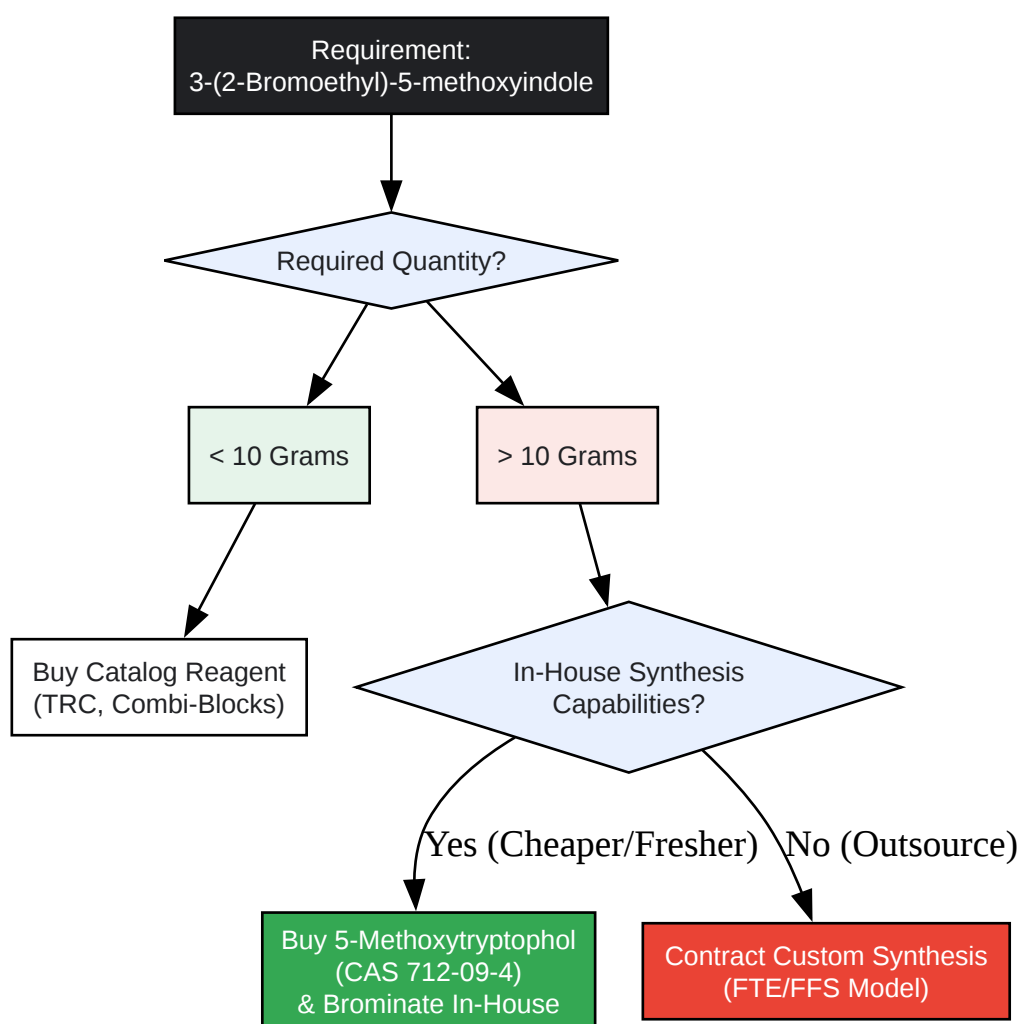 Requirement:
3-(2-Bromoethyl)-5-methoxyindole
Required Quantity?
< 10 Grams
> 10 Grams
Buy Catalog Reagent
(TRC, Combi-Blocks)
In-House Synthesis
Capabilities?
Yes (Cheaper/Fresher)
No (Outsource)
Buy 5-Methoxytryptophol
(CAS 712-09-4)
& Brominate In-House
Contract Custom Synthesis
(FTE/FFS Model)